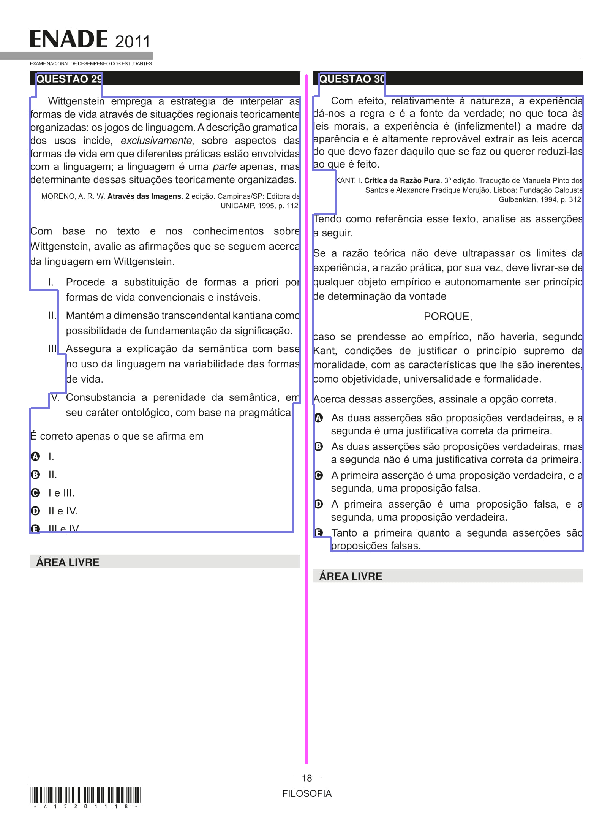 ENADE 2011
EXAME NACIONAL DE DESEMPENHO DOS ESTUDANTES
QUESTÃO 29
Wittgenstein emprega a estratégia de interpelar as
formas de vida através de situações regionais teoricamente
organizadas: os jogos de linguagem. A descrição gramatical
dos usos incide, exclusivamente, sobre aspectos das
formas de vida em que diferentes práticas estão envolvidas
com a linguagem; a linguagem é uma parte apenas, mas
determinante dessas situações teoricamente organizadas.
MORENO, A. R. W. Através das Imagens. 2 edição. Campinas/SP: Editora da
UNICAMP, 1995, p. 112.
Com base no texto e nos conhecimentos sobre
Wittgenstein, avalie as afirmações que se seguem acerca
da linguagem em Wittgenstein.
I. Procede a substituição de formas a priori por
formas de vida convencionais e instáveis.
II. Mantém a dimensão transcendental kantiana como
possibilidade de fundamentação da significação.
III. Assegura a explicação da semântica com base
no uso da linguagem na variabilidade das formas
de vida.
IV. Consubstancia a perenidade da semântica, em
seu caráter ontológico, com base na pragmática.
É correto apenas o que se afirma em
A I.
B II.
C I e III.
D II e IV.
E III e IV.
ÁREA LIVRE
QUESTÃO 30
Com efeito, relativamente à natureza, a experiência
dá-nos a regra e é a fonte da verdade; no que toca às
leis morais, a experiência é (infelizmente!) a madre da
aparência e é altamente reprovável extrair as leis acerca
do que devo fazer daquilo que se faz ou querer reduzi-las
ao que é feito.
KANT, I. Crítica da Razão Pura. 3ª edição. Tradução de Manuela Pinto dos
Santos e Alexandre Fradique Morujão. Lisboa: Fundação Calouste
Gulbenkian, 1994, p. 312.
Tendo como referência esse texto, analise as asserções
a seguir.
Se a razão teórica não deve ultrapassar os limites da
experiência, a razão prática, por sua vez, deve livrar-se de
qualquer objeto empírico e autonomamente ser princípio
de determinação da vontade
PORQUE,
caso se prendesse ao empírico, não haveria, segundo
Kant, condições de justificar o princípio supremo da
moralidade, com as características que lhe são inerentes,
como objetividade, universalidade e formalidade.
Acerca dessas asserções, assinale a opção correta.
A As duas asserções são proposições verdadeiras, e a
segunda é uma justificativa correta da primeira.
B As duas asserções são proposições verdadeiras, mas
a segunda não é uma justificativa correta da primeira.
C A primeira asserção é uma proposição verdadeira, e a
segunda, uma proposição falsa.
D A primeira asserção é uma proposição falsa, e a
segunda, uma proposição verdadeira.
E Tanto a primeira quanto a segunda asserções são
proposições falsas.
ÁREA LIVRE
18
FILOSOFIA